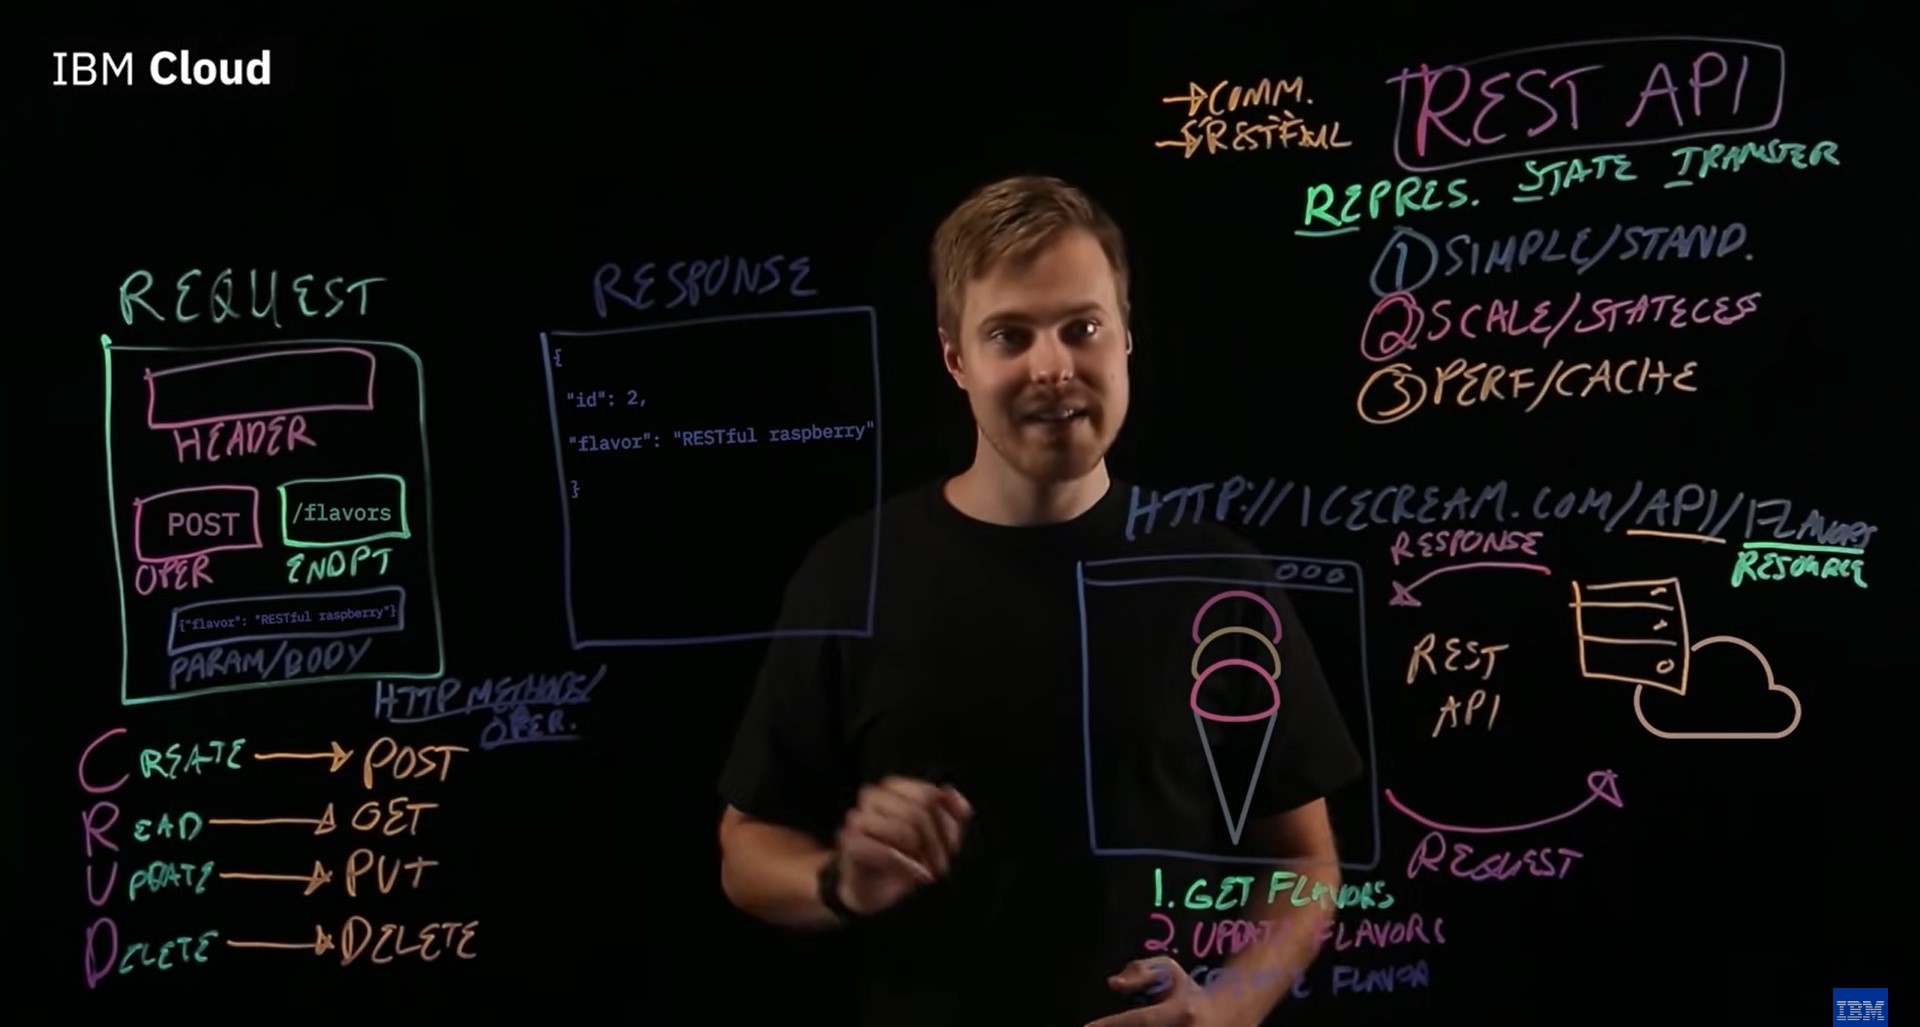 IBM Cloud
→COMM.
→RESTFUL
REST API
REPRES. STATE TRANSFER
① SIMPLE/STAND.
② SCALE/STATELESS
③ PERF/CACHE
REQUEST
HEADER
POST
OPER
/flavors
ENDPT
{"flavor": "RESTful raspberry"}
PARAM/BODY
RESPONSE
{
"id": 2,
"flavor": "RESTful raspberry"
}
HTTP METHODS/
OPER.
CREATE → POST
READ → GET
UPDATE → PUT
DELETE → DELETE
HTTP://ICECREAM.COM/API/FLAVORS
RESOURCE
RESPONSE
REST
API
REQUEST
1. GET FLAVORS
2. UPDATE FLAVORS
3. CREATE FLAVOR
IBM